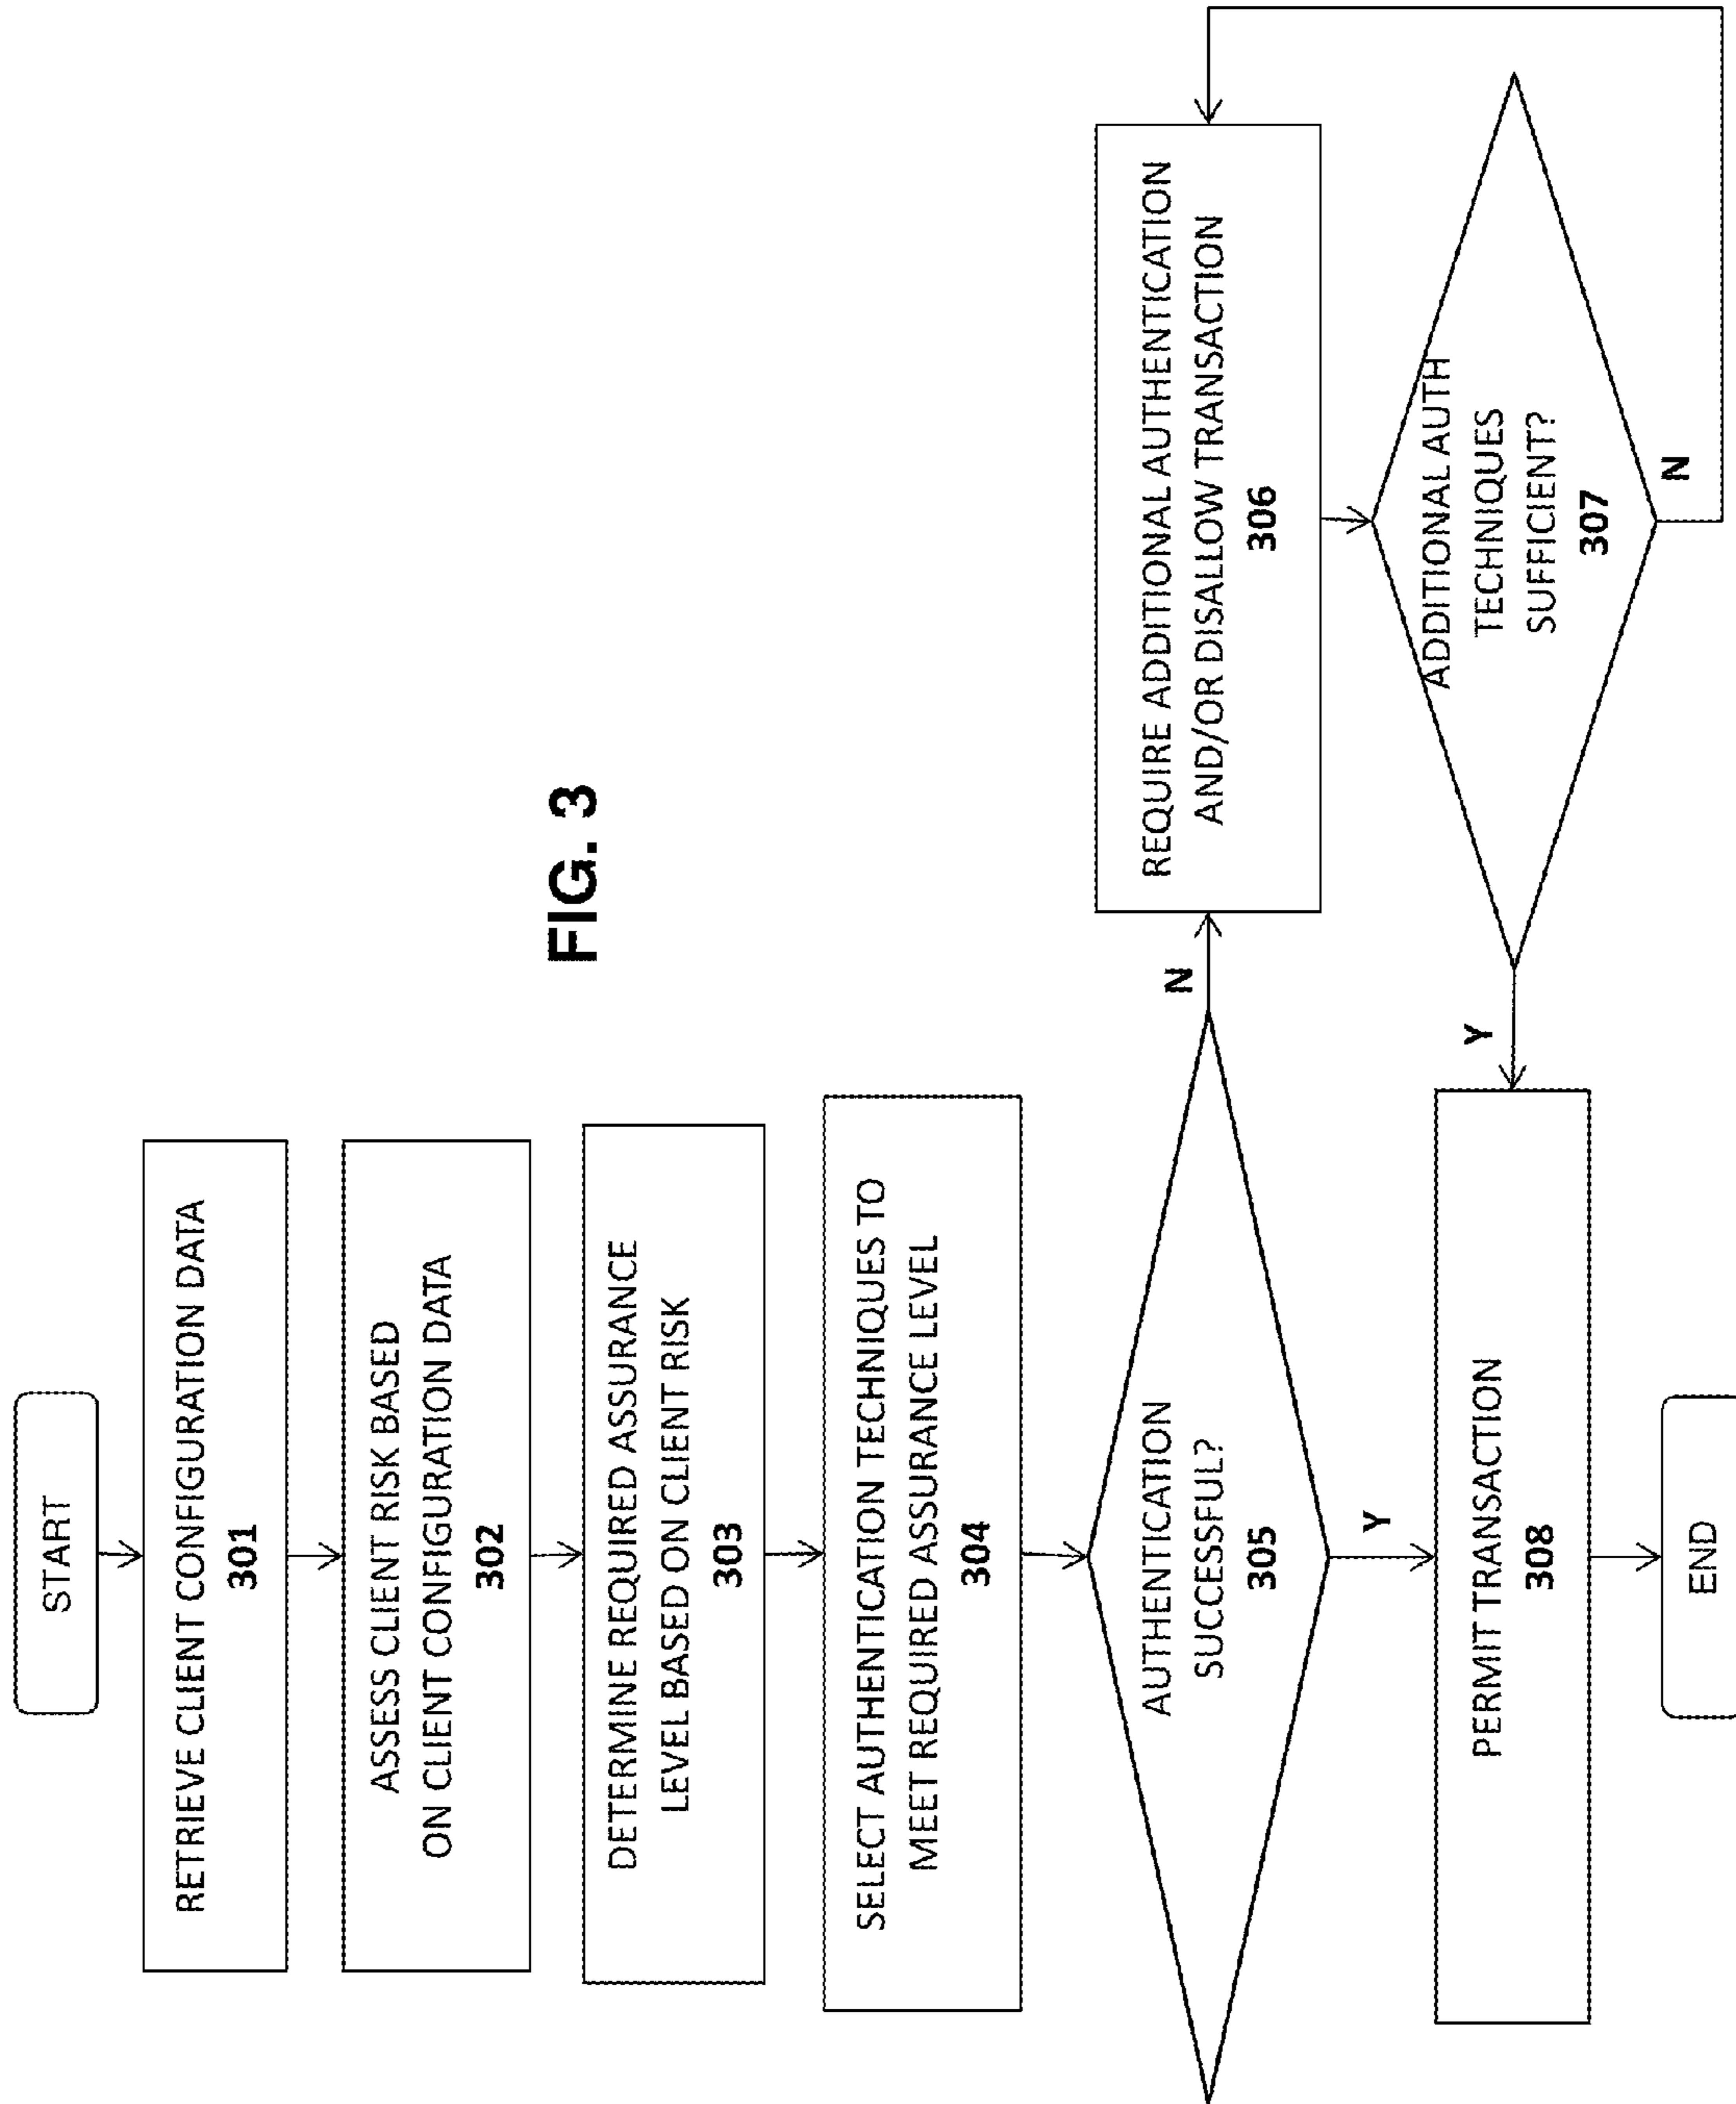 START
RETRIEVE CLIENT CONFIGURATION DATA
301
ASSESS CLIENT RISK BASED
ON CLIENT CONFIGURATION DATA
302
DETERMINE REQUIRED ASSURANCE
LEVEL BASED ON CLIENT RISK
303
SELECT AUTHENTICATION TECHNIQUES TO
MEET REQUIRED ASSURANCE LEVEL
304
AUTHENTICATION
SUCCESSFUL?
305
N
Y
REQUIRE ADDITIONAL AUTHENTICATION
AND/OR DISALLOW TRANSACTION
306
ADDITIONAL AUTH
TECHNIQUES
SUFFICIENT?
307
N
Y
PERMIT TRANSACTION
308
END
FIG. 3